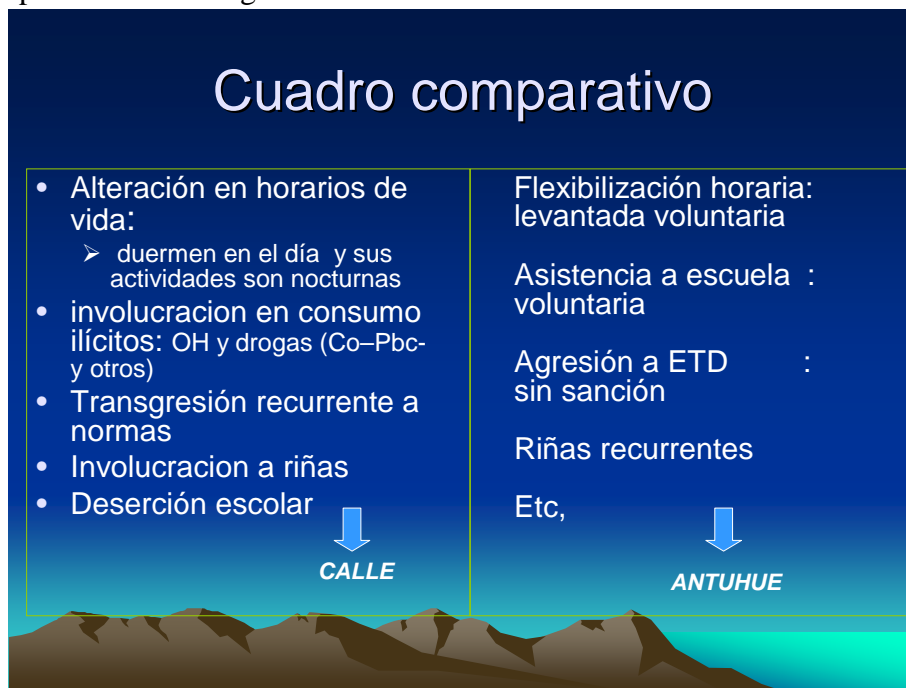 Cuadro comparativo
• Alteración en horarios de
vida:
➢ duermen en el día y sus
actividades son nocturnas
• involucracion en consumo
ilícitos: OH y drogas (Co–Pbc-
y otros)
• Transgresión recurrente a
normas
• Involucracion a riñas
• Deserción escolar
CALLE
Flexibilización horaria:
levantada voluntaria
Asistencia a escuela :
voluntaria
Agresión a ETD :
sin sanción
Riñas recurrentes
Etc,
ANTUHUE